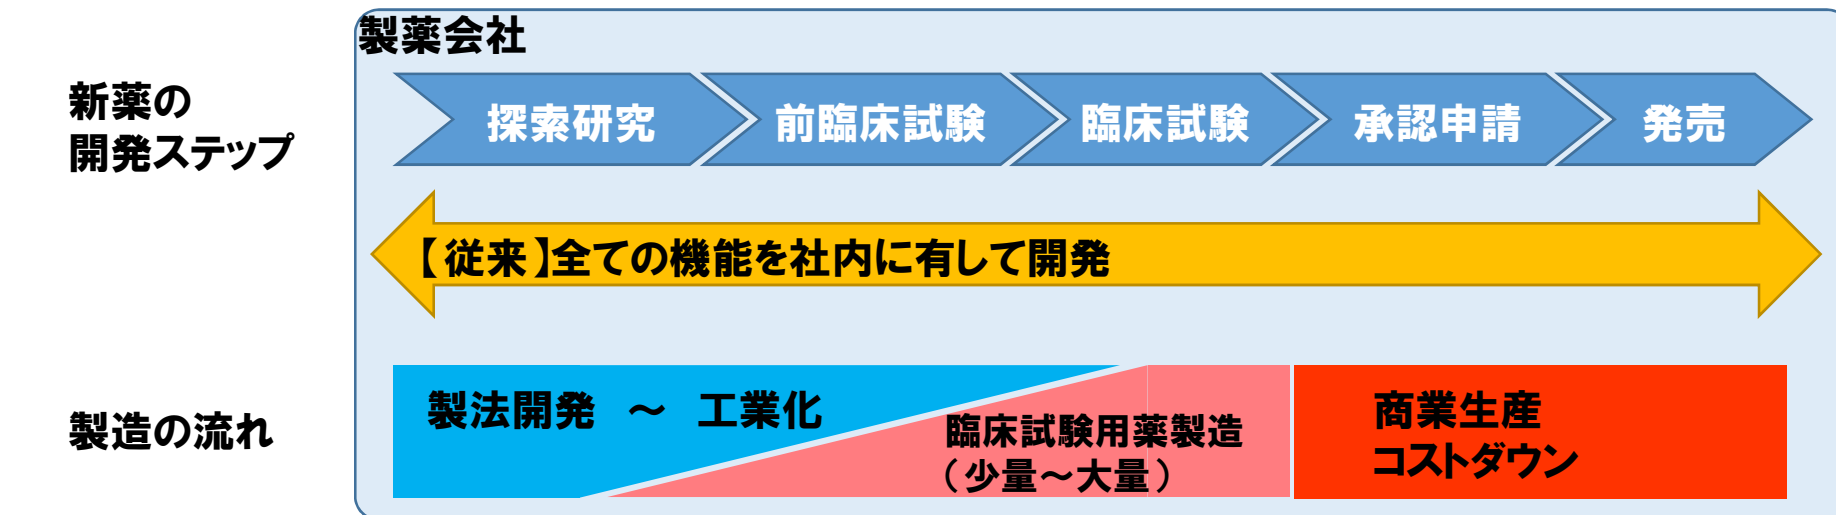 製薬会社
新薬の
開発ステップ
探索研究
前臨床試験
臨床試験
承認申請
発売
【従来】全ての機能を社内に有して開発
製造の流れ
製法開発 ～ 工業化
臨床試験用薬製造
（少量～大量）
商業生産
コストダウン